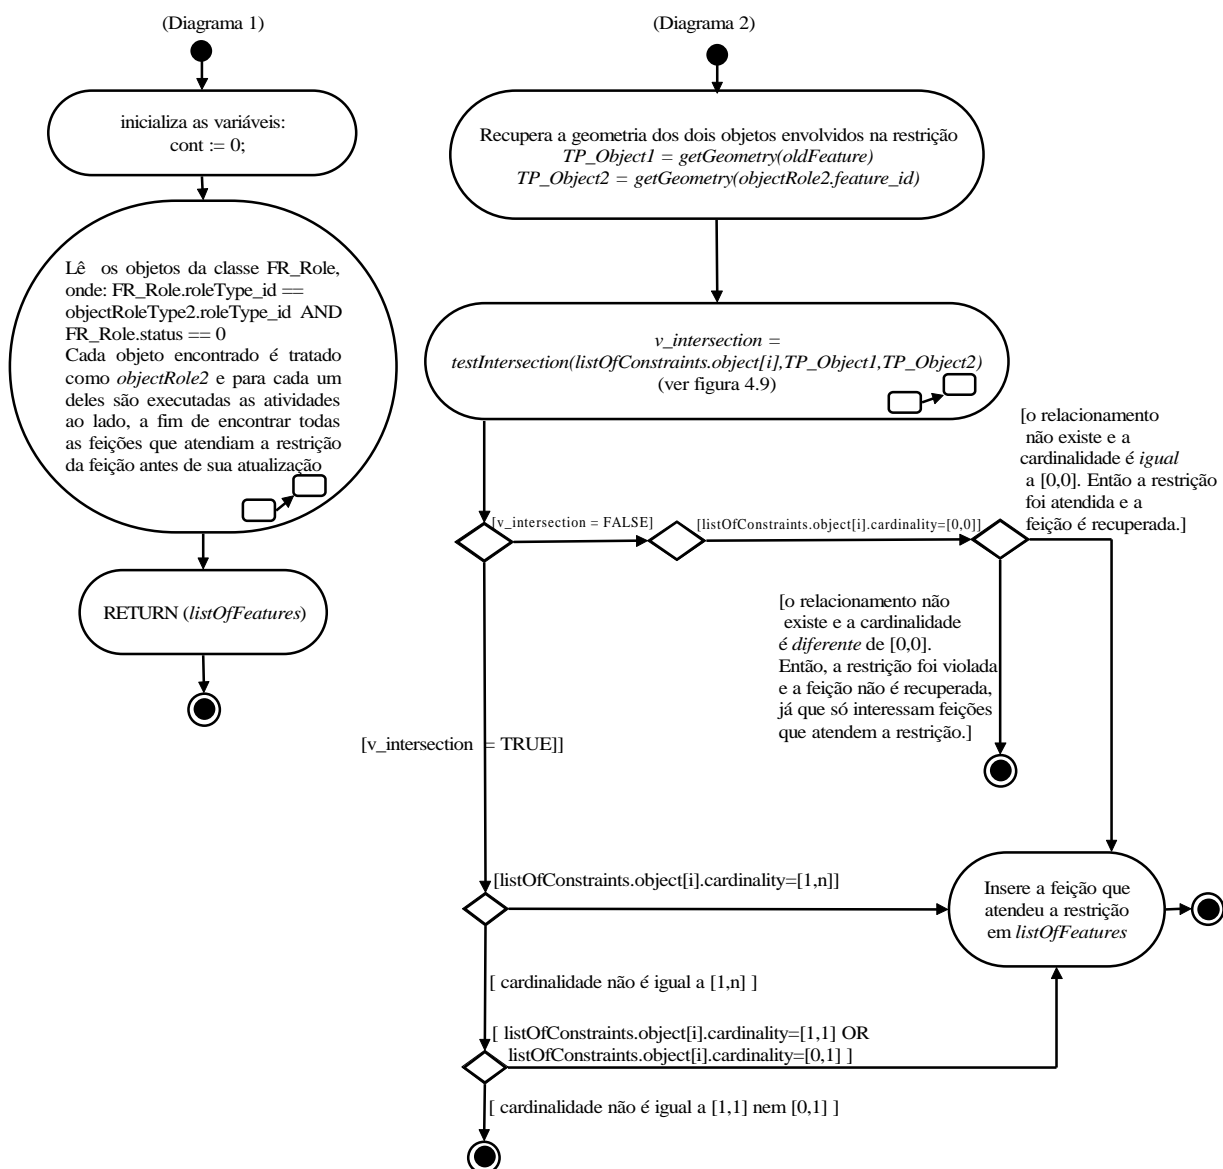 (Diagrama 1)
inicializa as variáveis:
cont := 0;
Lê os objetos da classe FR_Role,
onde: FR_Role.roleType_id ==
objectRoleType2.roleType_id AND
FR_Role.status == 0
Cada objeto encontrado é tratado
como objectRole2 e para cada um
deles são executadas as atividades
ao lado, a fim de encontrar todas
as feições que atendiam a restrição
da feição antes de sua atualização
RETURN (listOfFeatures)
(Diagrama 2)
Recupera a geometria dos dois objetos envolvidos na restrição
TP_Object1 = getGeometry(oldFeature)
TP_Object2 = getGeometry(objectRole2.feature_id)
v_intersection =
testIntersection(listOfConstraints.object[i],TP_Object1,TP_Object2)
(ver figura 4.9)
[o relacionamento
não existe e a
cardinalidade é igual
a [0,0]. Então a restrição
foi atendida e a
feição é recuperada.]
[v_intersection = FALSE]
[listOfConstraints.object[i].cardinality=[0,0]]
[o relacionamento não
existe e a cardinalidade
é diferente de [0,0].
Então, a restrição foi violada
e a feição não é recuperada,
já que só interessam feições
que atendem a restrição.]
[v_intersection = TRUE]]
[listOfConstraints.object[i].cardinality=[1,n]]
Insere a feição que
atendeu a restrição
em listOfFeatures
[ cardinalidade não é igual a [1,n] ]
[ listOfConstraints.object[i].cardinality=[1,1] OR
listOfConstraints.object[i].cardinality=[0,1] ]
[ cardinalidade não é igual a [1,1] nem [0,1] ]